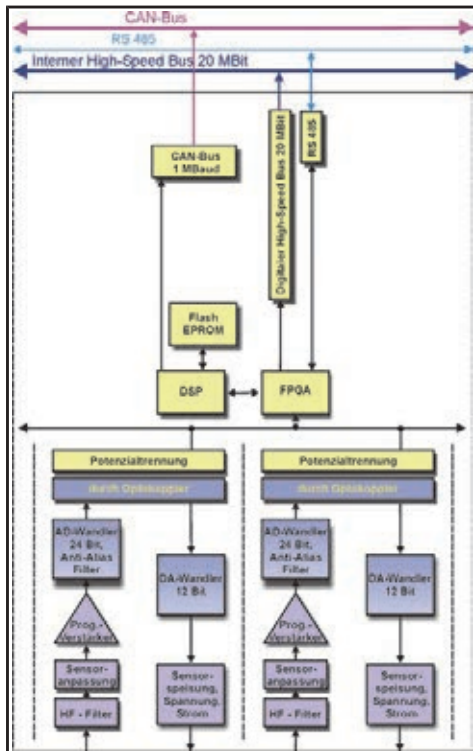 CAN-Bus
RS 485
Interner High-Speed Bus 20 MBit
CAN-Bus
1 MBaud
Digitaler High-Speed Bus 20 MBit
RS 485
Flash
EPROM
DSP
FPGA
Potenzialtrennung
durch Optokoppler
AD-Wandler
24 Bit,
Anti-Alias
Filter
DA-Wandler
12 Bit
Prog.-
Verstärker
Sensor-
anpassung
HF - Filter
Sensor-
speisung,
Spannung,
Strom
Potenzialtrennung
durch Optokoppler
AD-Wandler
24 Bit,
Anti-Alias
Filter
DA-Wandler
12 Bit
Prog.-
Verstärker
Sensor-
anpassung
HF - Filter
Sensor-
speisung,
Spannung,
Strom